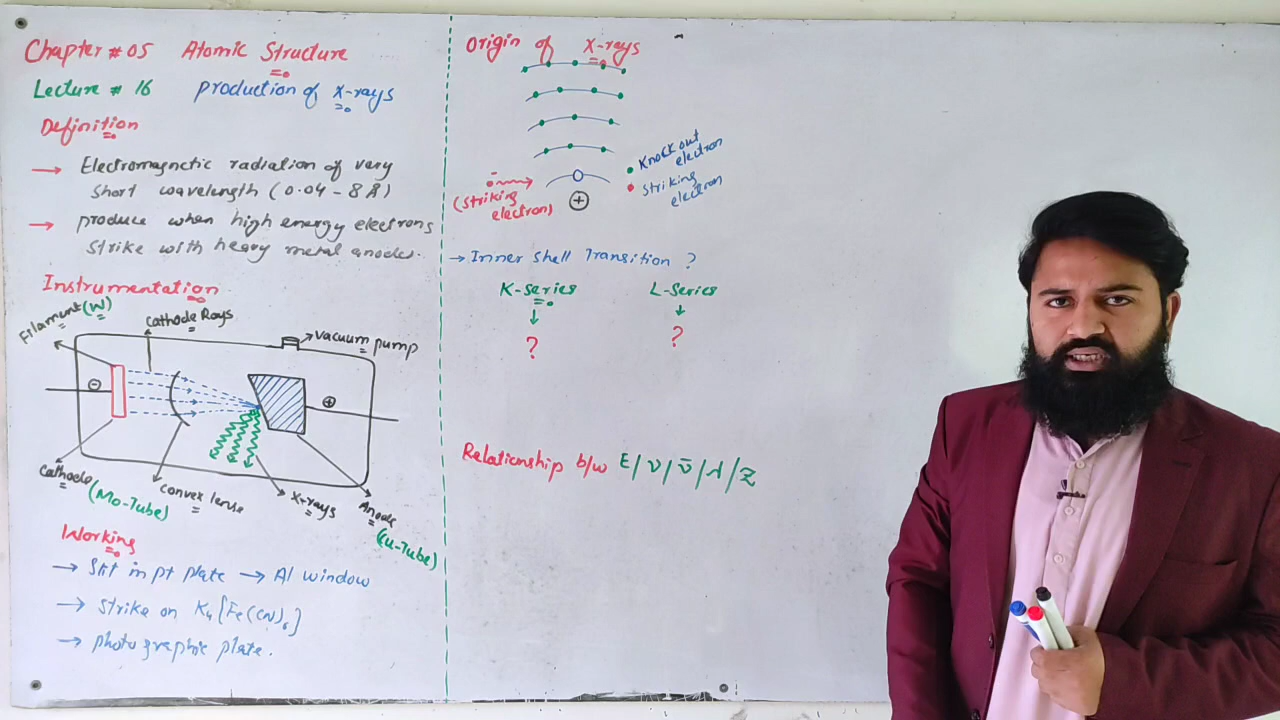 Chapter # 05 Atomic Structure
Lecture # 16 production of X-rays
Definition
→ Electromagnetic radiation of very
short wavelength (0.04 - 8 Å)
→ produce when high energy electrons
strike with heavy metal anodes.
Instrumentation
Filament (W)
Cathode Rays
vacuum pump
⊖
⊕
Cathode
(Mo-Tube)
Convex lense
X-rays
Anode
(Cu-Tube)
Working
→ Slit in pt plate → Al window
→ Strike on K4[Fe(CN)6]
→ photographic plate.
Origin of X-rays
• Knock out
electron
• Striking
electron
(Striking
electron)
⊕
→ Inner Shell Transition ?
K-Series L-Series
↓ ↓
? ?
Relationship b/w E/ν/ν̄/λ/Z